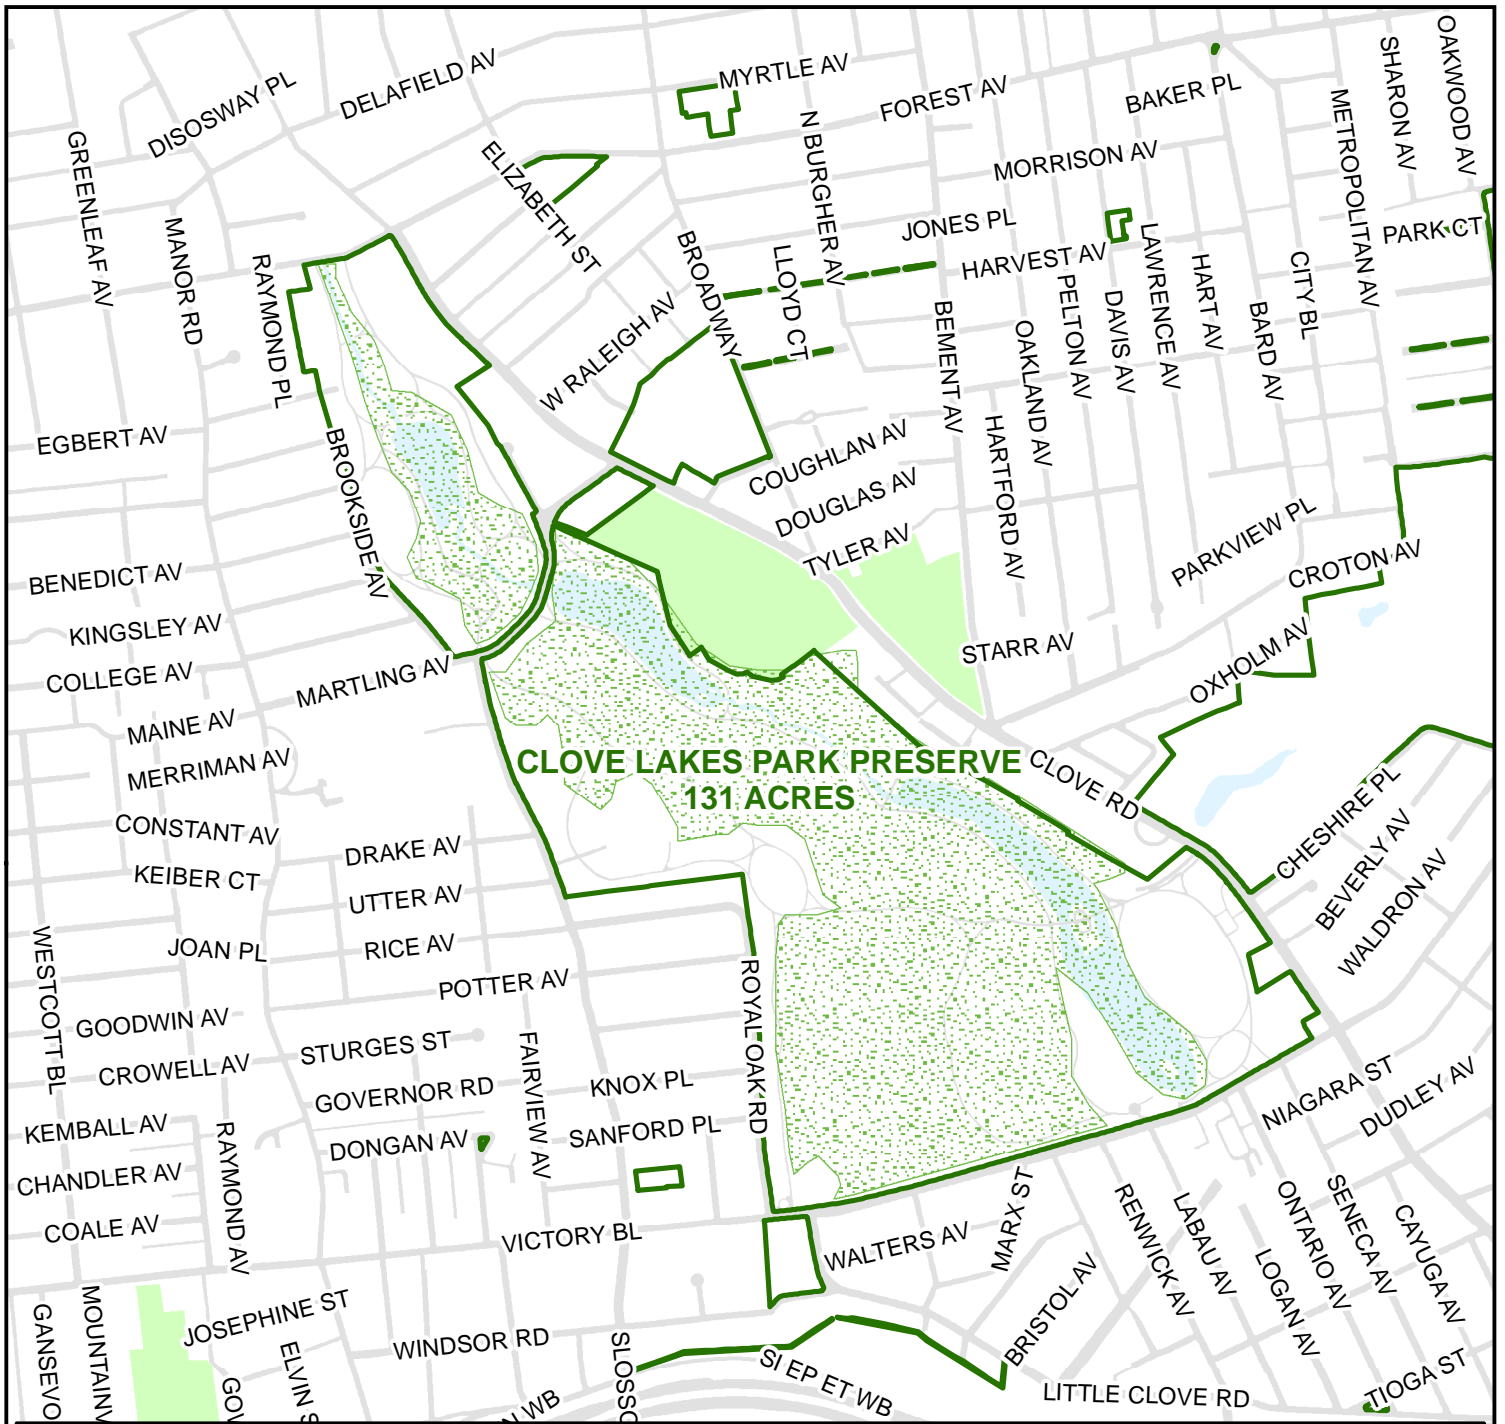 DISOSWAY PL
DELAFIELD AV
MYRTLE AV
FOREST AV
BAKER PL
SHARON AV
OAKWOOD AV
METROPOLITAN AV
GREENLEAF AV
ELIZABETH ST
N BURGHER AV
MORRISON AV
MANOR RD
RAYMOND PL
BROADWAY
LLOYD CT
JONES PL
HARVEST AV
LAWRENCE AV
HART AV
CITY BL
PARK CT
W RALEIGH AV
BEMENT AV
OAKLAND AV
PELTON AV
DAVIS AV
BARD AV
EGBERT AV
BROOKSIDE AV
COUGHLAN AV
DOUGLAS AV
TYLER AV
HARTFORD AV
PARKVIEW PL
CROTON AV
BENEDICT AV
KINGSLEY AV
COLLEGE AV
MARTLING AV
STARR AV
OXHOLM AV
MAINE AV
MERRIMAN AV
CLOVE LAKES PARK PRESERVE
131 ACRES
CLOVE RD
CHESHIRE PL
BEVERLY AV
WALDRON AV
CONSTANT AV
DRAKE AV
KEIBER CT
UTTER AV
RICE AV
JOAN PL
POTTER AV
WESTCOTT BL
GOODWIN AV
CROWELL AV
STURGES ST
GOVERNOR RD
FAIRVIEW AV
KNOX PL
SANFORD PL
ROYAL OAK RD
KEMBALL AV
DONGAN AV
CHANDLER AV
COALE AV
RAYMOND AV
VICTORY BL
WALTERS AV
MARX ST
NIAGARA ST
DUDLEY AV
RENWICK AV
LABAU AV
LOGAN AV
ONTARIO AV
SENECA AV
CAYUGA AV
BRISTOL AV
JOSEPHINE ST
WINDSOR RD
GANSEVO
MOUNTAINV
GOV
ELVIN S
SLOSSO
N WB
SI EP ET WB
LITTLE CLOVE RD
TIOGA ST